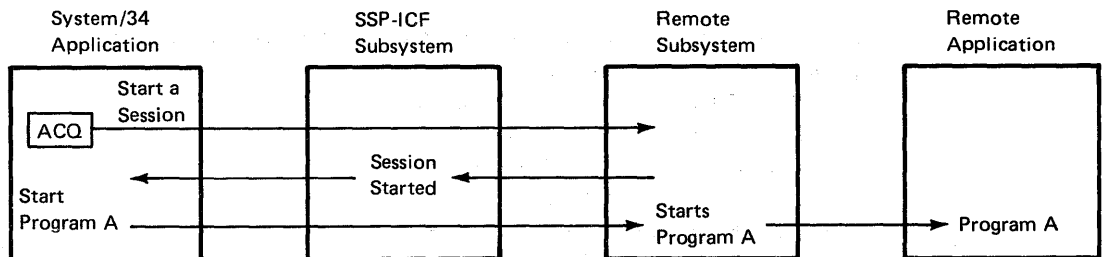 System/34
Application
SSP-ICF
Subsystem
Remote
Subsystem
Remote
Application
Start a
Session
ACQ
Session
Started
Start
Program A
Starts
Program A
Program A